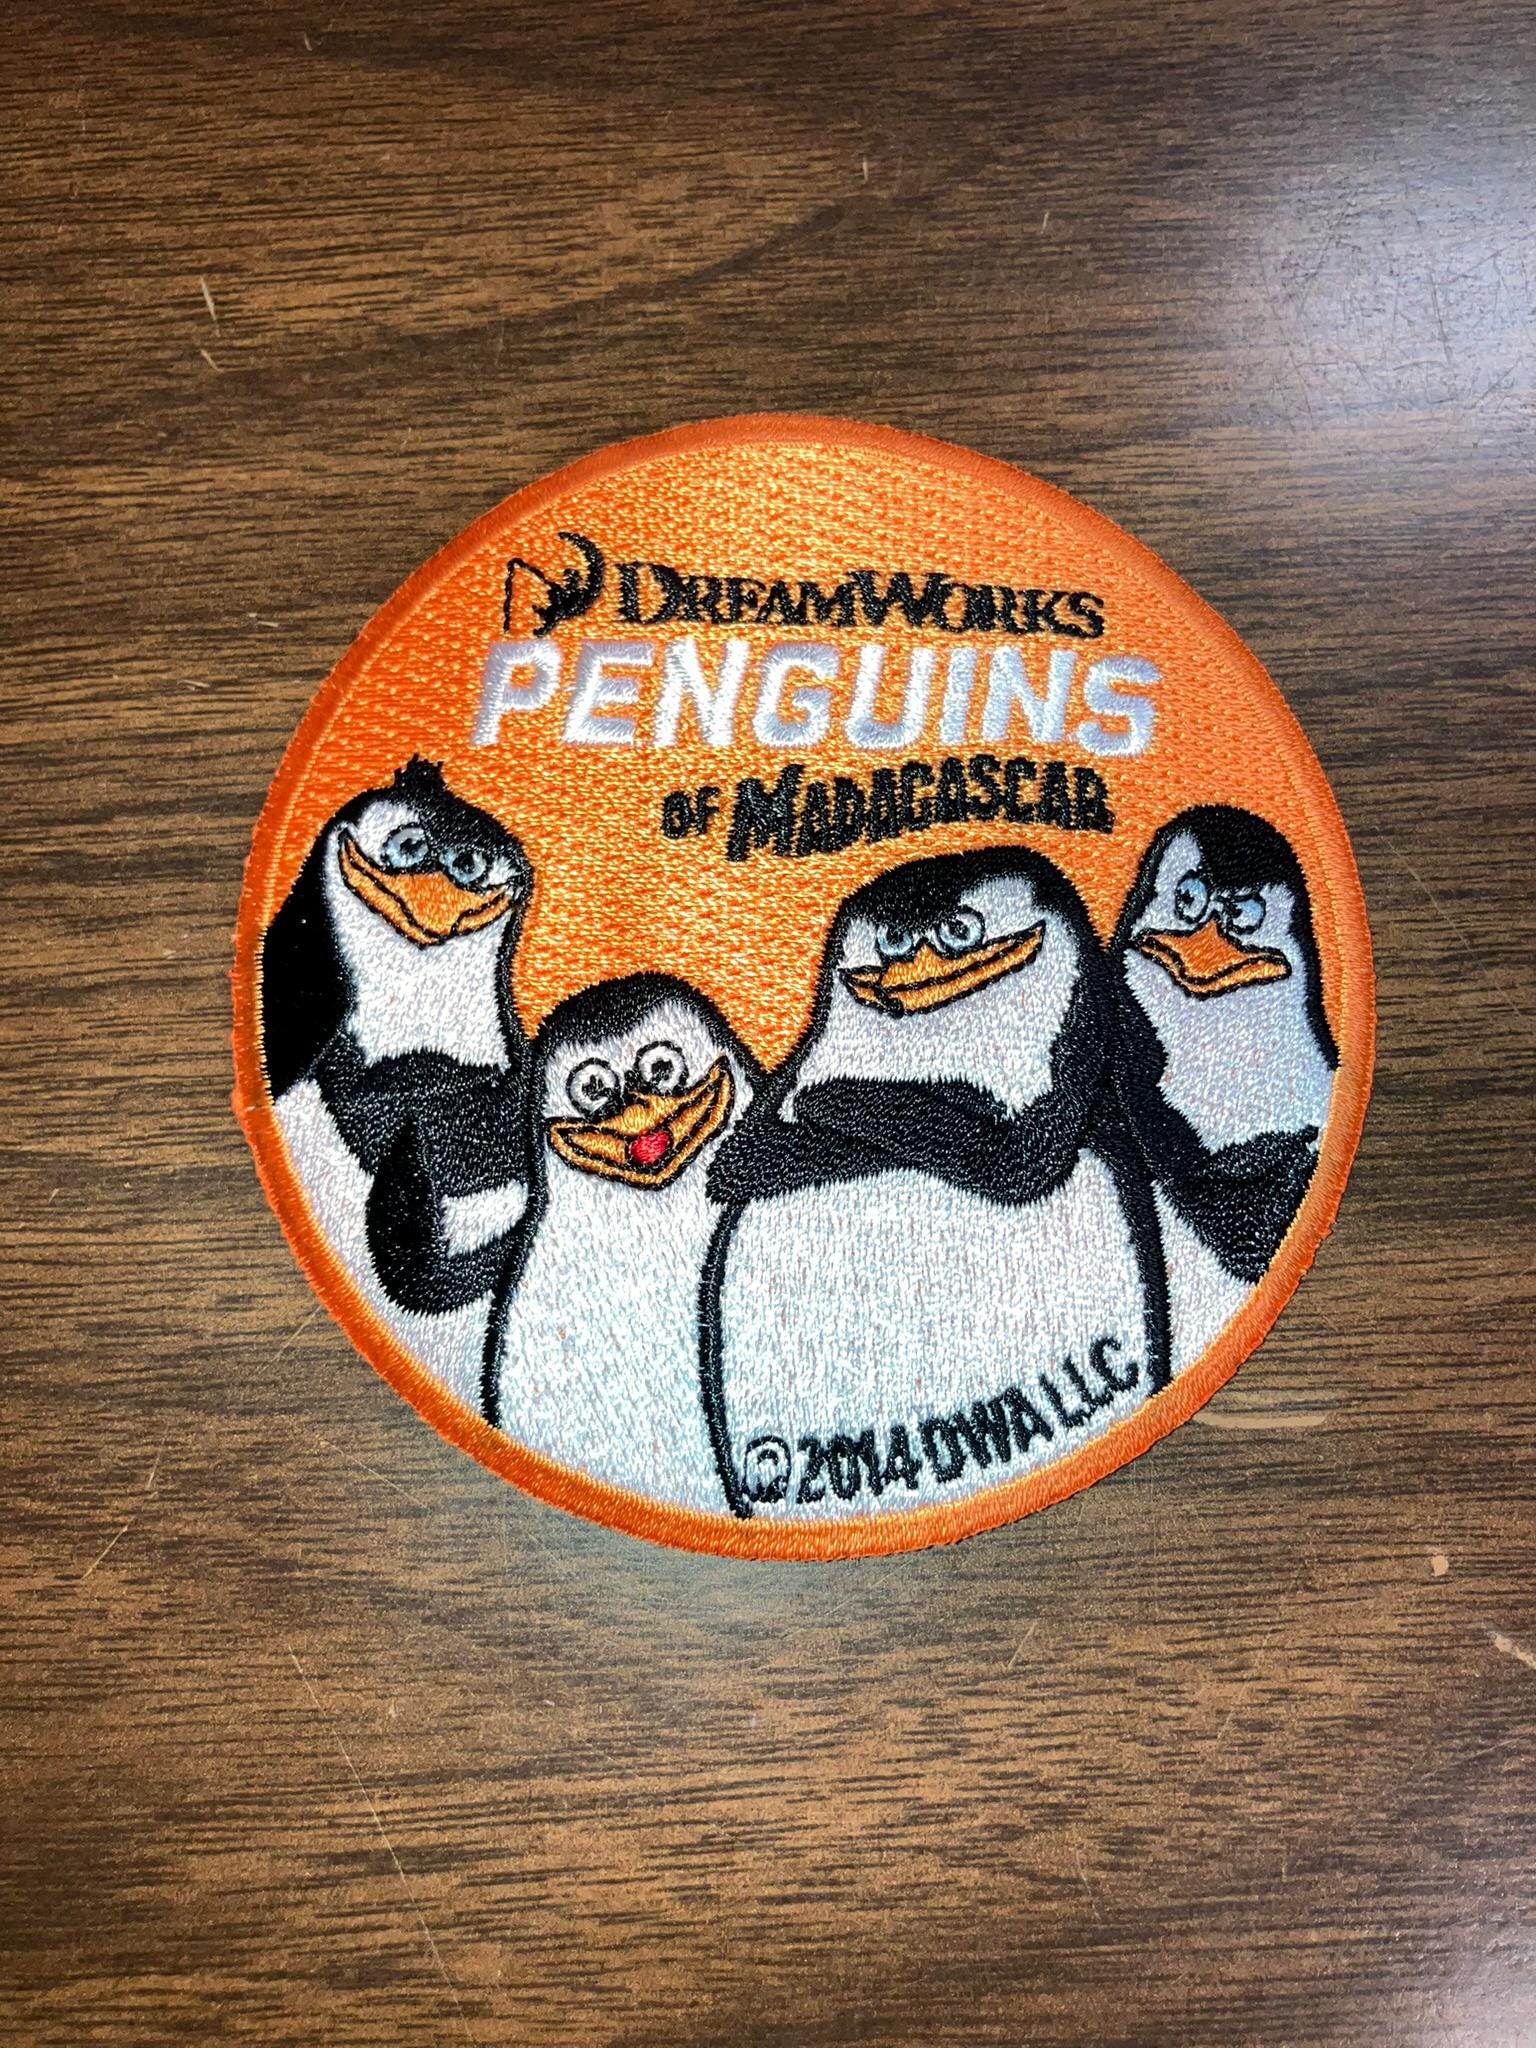 DREAMWORKS
PENGUINS
OF MADAGASCAR
© 2014 DWA LLC